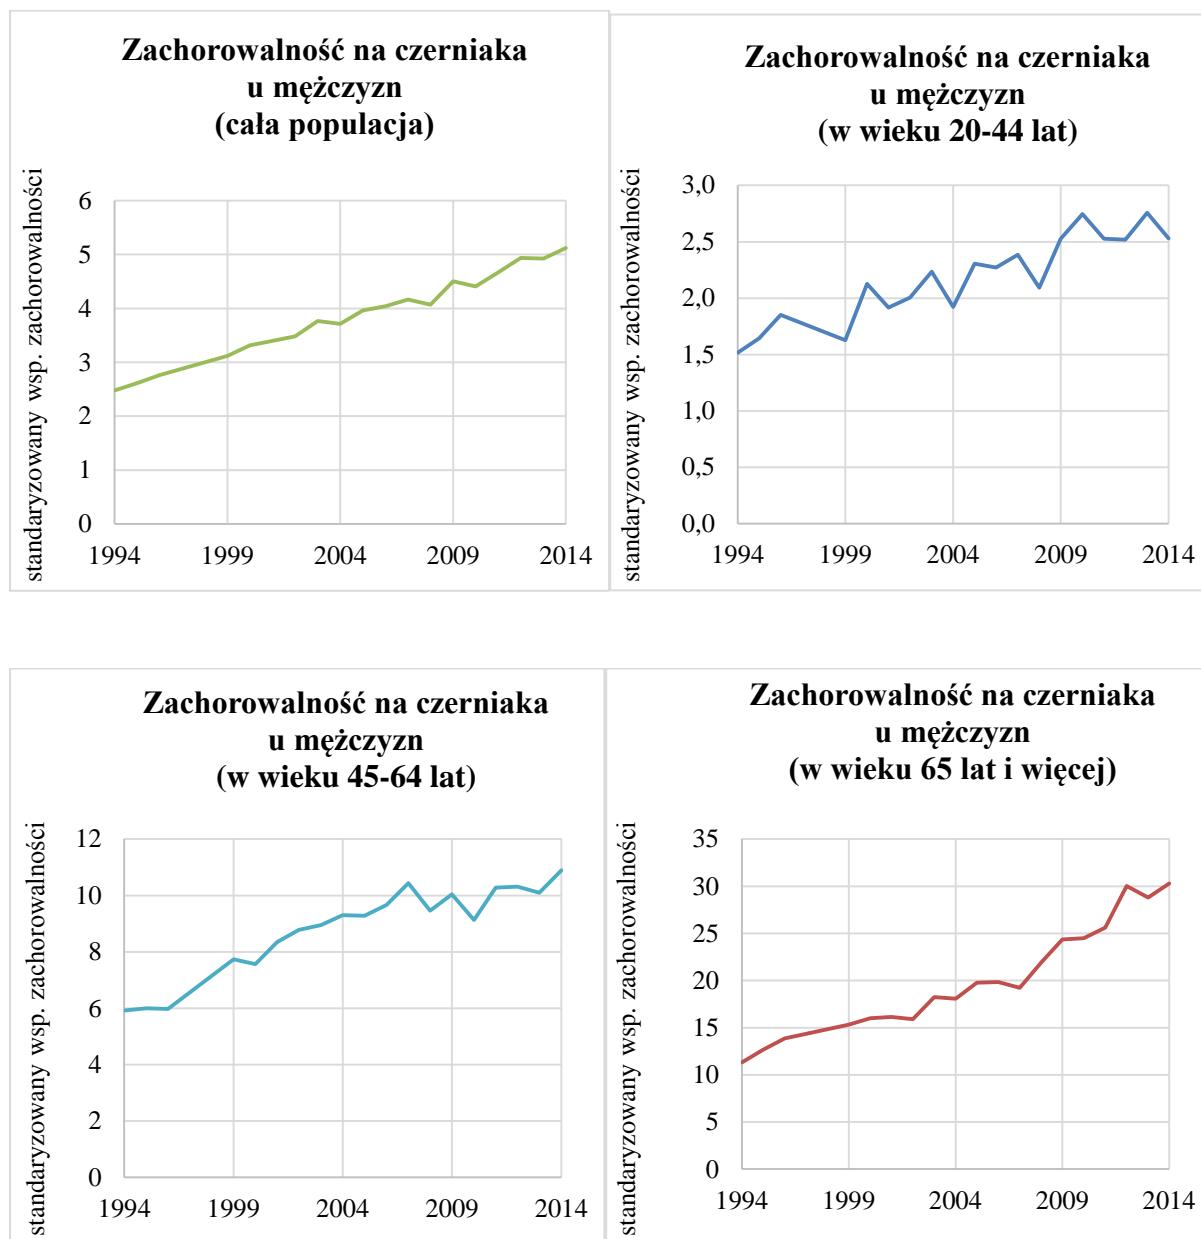 Zachorowalność na czerniaka
u mężczyzn
(cała populacja)
standaryzowany wsp. zachorowalności
6
5
4
3
2
1
0
1994 1999 2004 2009 2014
Zachorowalność na czerniaka
u mężczyzn
(w wieku 20-44 lat)
standaryzowany wsp. zachorowalności
3,0
2,5
2,0
1,5
1,0
0,5
0,0
1994 1999 2004 2009 2014
Zachorowalność na czerniaka
u mężczyzn
(w wieku 45-64 lat)
standaryzowany wsp. zachorowalności
12
10
8
6
4
2
0
1994 1999 2004 2009 2014
Zachorowalność na czerniaka
u mężczyzn
(w wieku 65 lat i więcej)
standaryzowany wsp. zachorowalności
35
30
25
20
15
10
5
0
1994 1999 2004 2009 2014